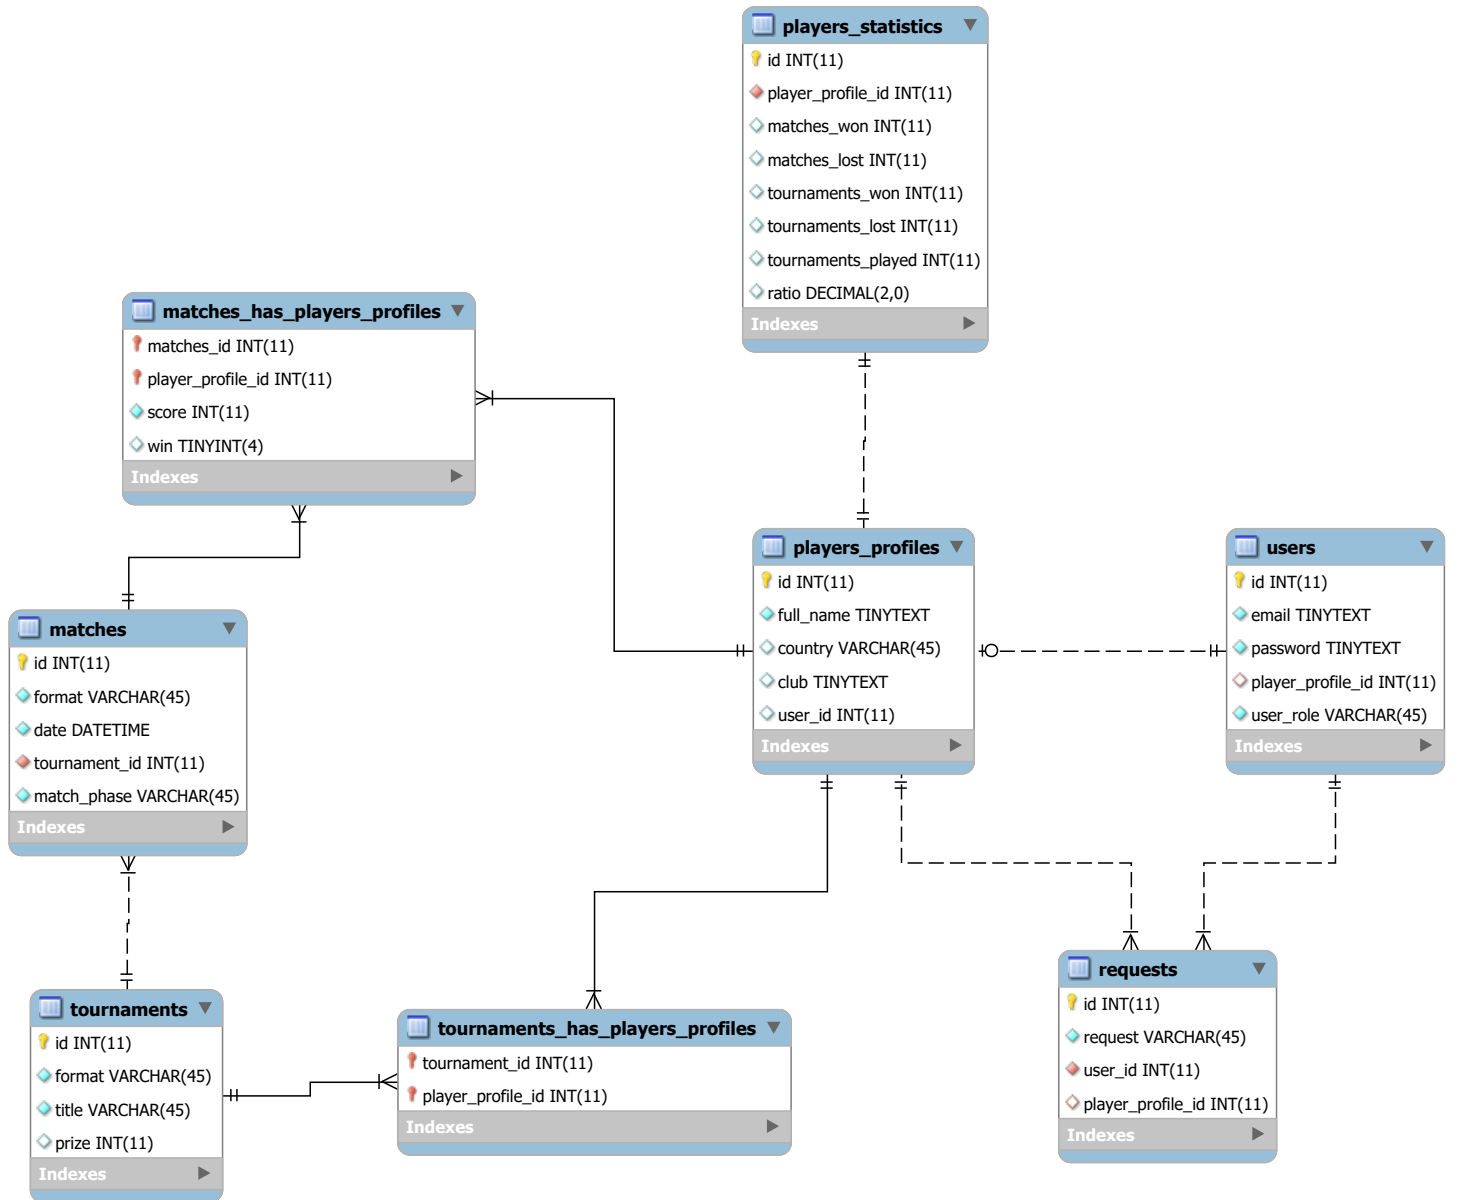 players_statistics
id INT(11)
player_profile_id INT(11)
matches_won INT(11)
matches_lost INT(11)
tournaments_won INT(11)
tournaments_lost INT(11)
tournaments_played INT(11)
ratio DECIMAL(2,0)
Indexes
matches_has_players_profiles
matches_id INT(11)
player_profile_id INT(11)
score INT(11)
win TINYINT(4)
Indexes
players_profiles
id INT(11)
full_name TINYTEXT
country VARCHAR(45)
club TINYTEXT
user_id INT(11)
Indexes
users
id INT(11)
email TINYTEXT
password TINYTEXT
player_profile_id INT(11)
user_role VARCHAR(45)
Indexes
matches
id INT(11)
format VARCHAR(45)
date DATETIME
tournament_id INT(11)
match_phase VARCHAR(45)
Indexes
tournaments
id INT(11)
format VARCHAR(45)
title VARCHAR(45)
prize INT(11)
Indexes
tournaments_has_players_profiles
tournament_id INT(11)
player_profile_id INT(11)
Indexes
requests
id INT(11)
request VARCHAR(45)
user_id INT(11)
player_profile_id INT(11)
Indexes